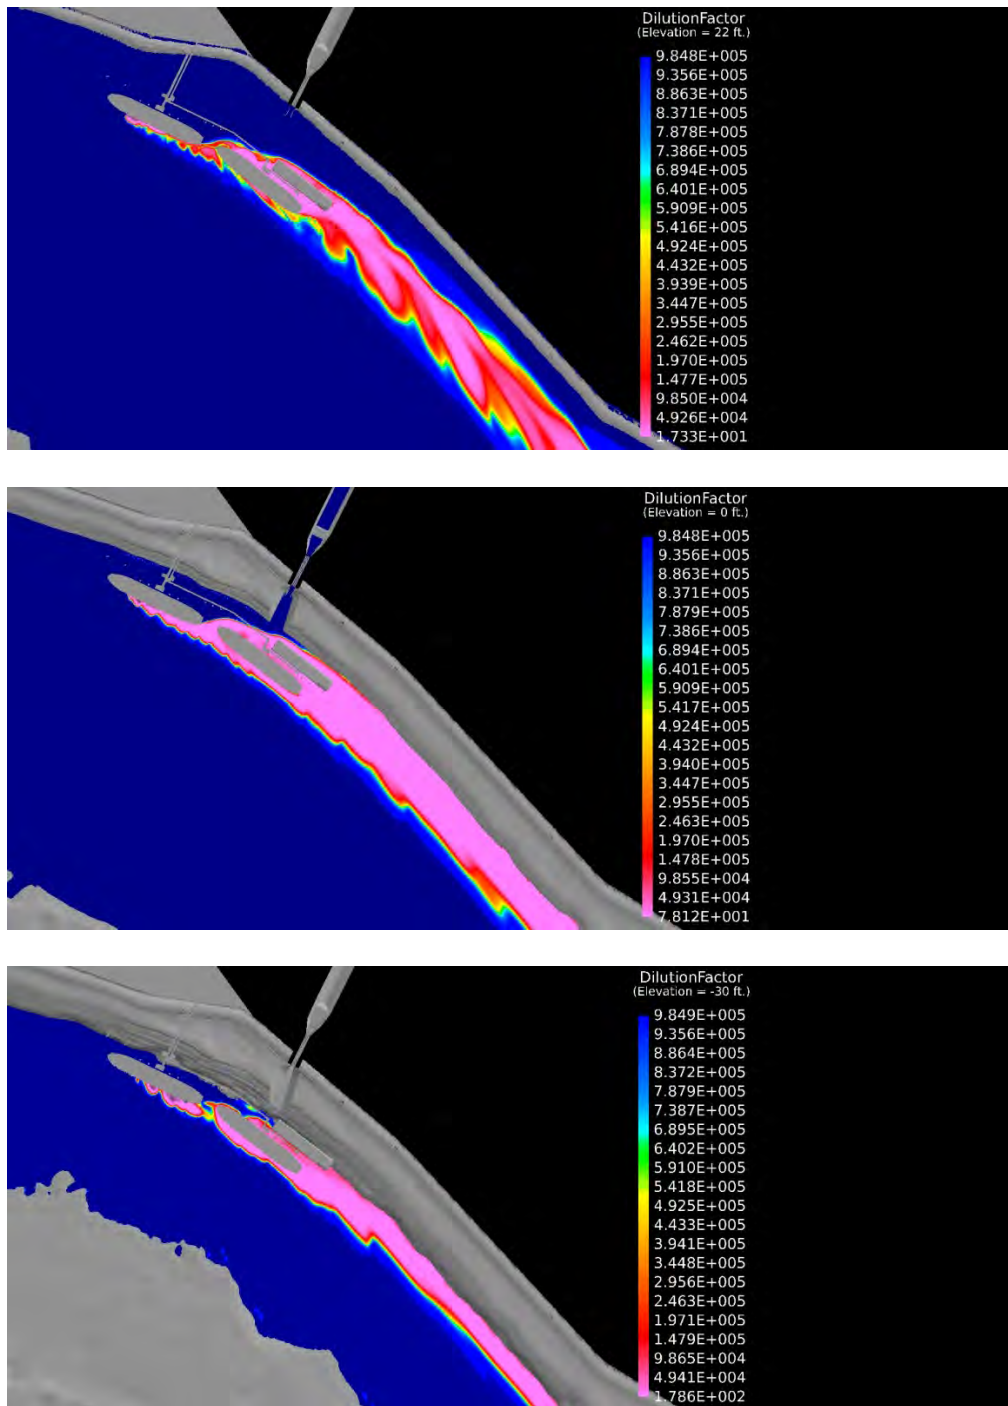 DilutionFactor
(Elevation = 22 ft.)
9.848E+005
9.356E+005
8.863E+005
8.371E+005
7.878E+005
7.386E+005
6.894E+005
6.401E+005
5.909E+005
5.416E+005
4.924E+005
4.432E+005
3.939E+005
3.447E+005
2.955E+005
2.462E+005
1.970E+005
1.477E+005
9.850E+004
4.926E+004
1.733E+001
DilutionFactor
(Elevation = 0 ft.)
9.848E+005
9.356E+005
8.863E+005
8.371E+005
7.879E+005
7.386E+005
6.894E+005
6.401E+005
5.909E+005
5.417E+005
4.924E+005
4.432E+005
3.940E+005
3.447E+005
2.955E+005
2.463E+005
1.970E+005
1.478E+005
9.855E+004
4.931E+004
7.812E+001
DilutionFactor
(Elevation = -30 ft.)
9.849E+005
9.356E+005
8.864E+005
8.372E+005
7.879E+005
7.387E+005
6.895E+005
6.402E+005
5.910E+005
5.418E+005
4.925E+005
4.433E+005
3.941E+005
3.448E+005
2.956E+005
2.463E+005
1.971E+005
1.479E+005
9.865E+004
4.941E+004
1.786E+002